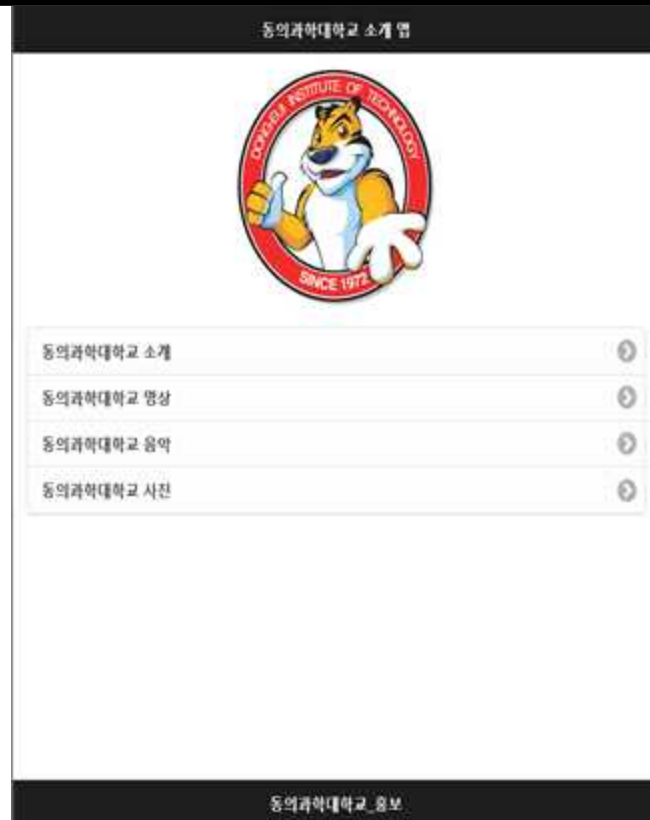 동의과학대학교 소개 앱
DONG-EUI INSTITUTE OF TECHNOLOGY
SINCE 1972
동의과학대학교 소개
동의과학대학교 영상
동의과학대학교 음악
동의과학대학교 사진
동의과학대학교_홍보